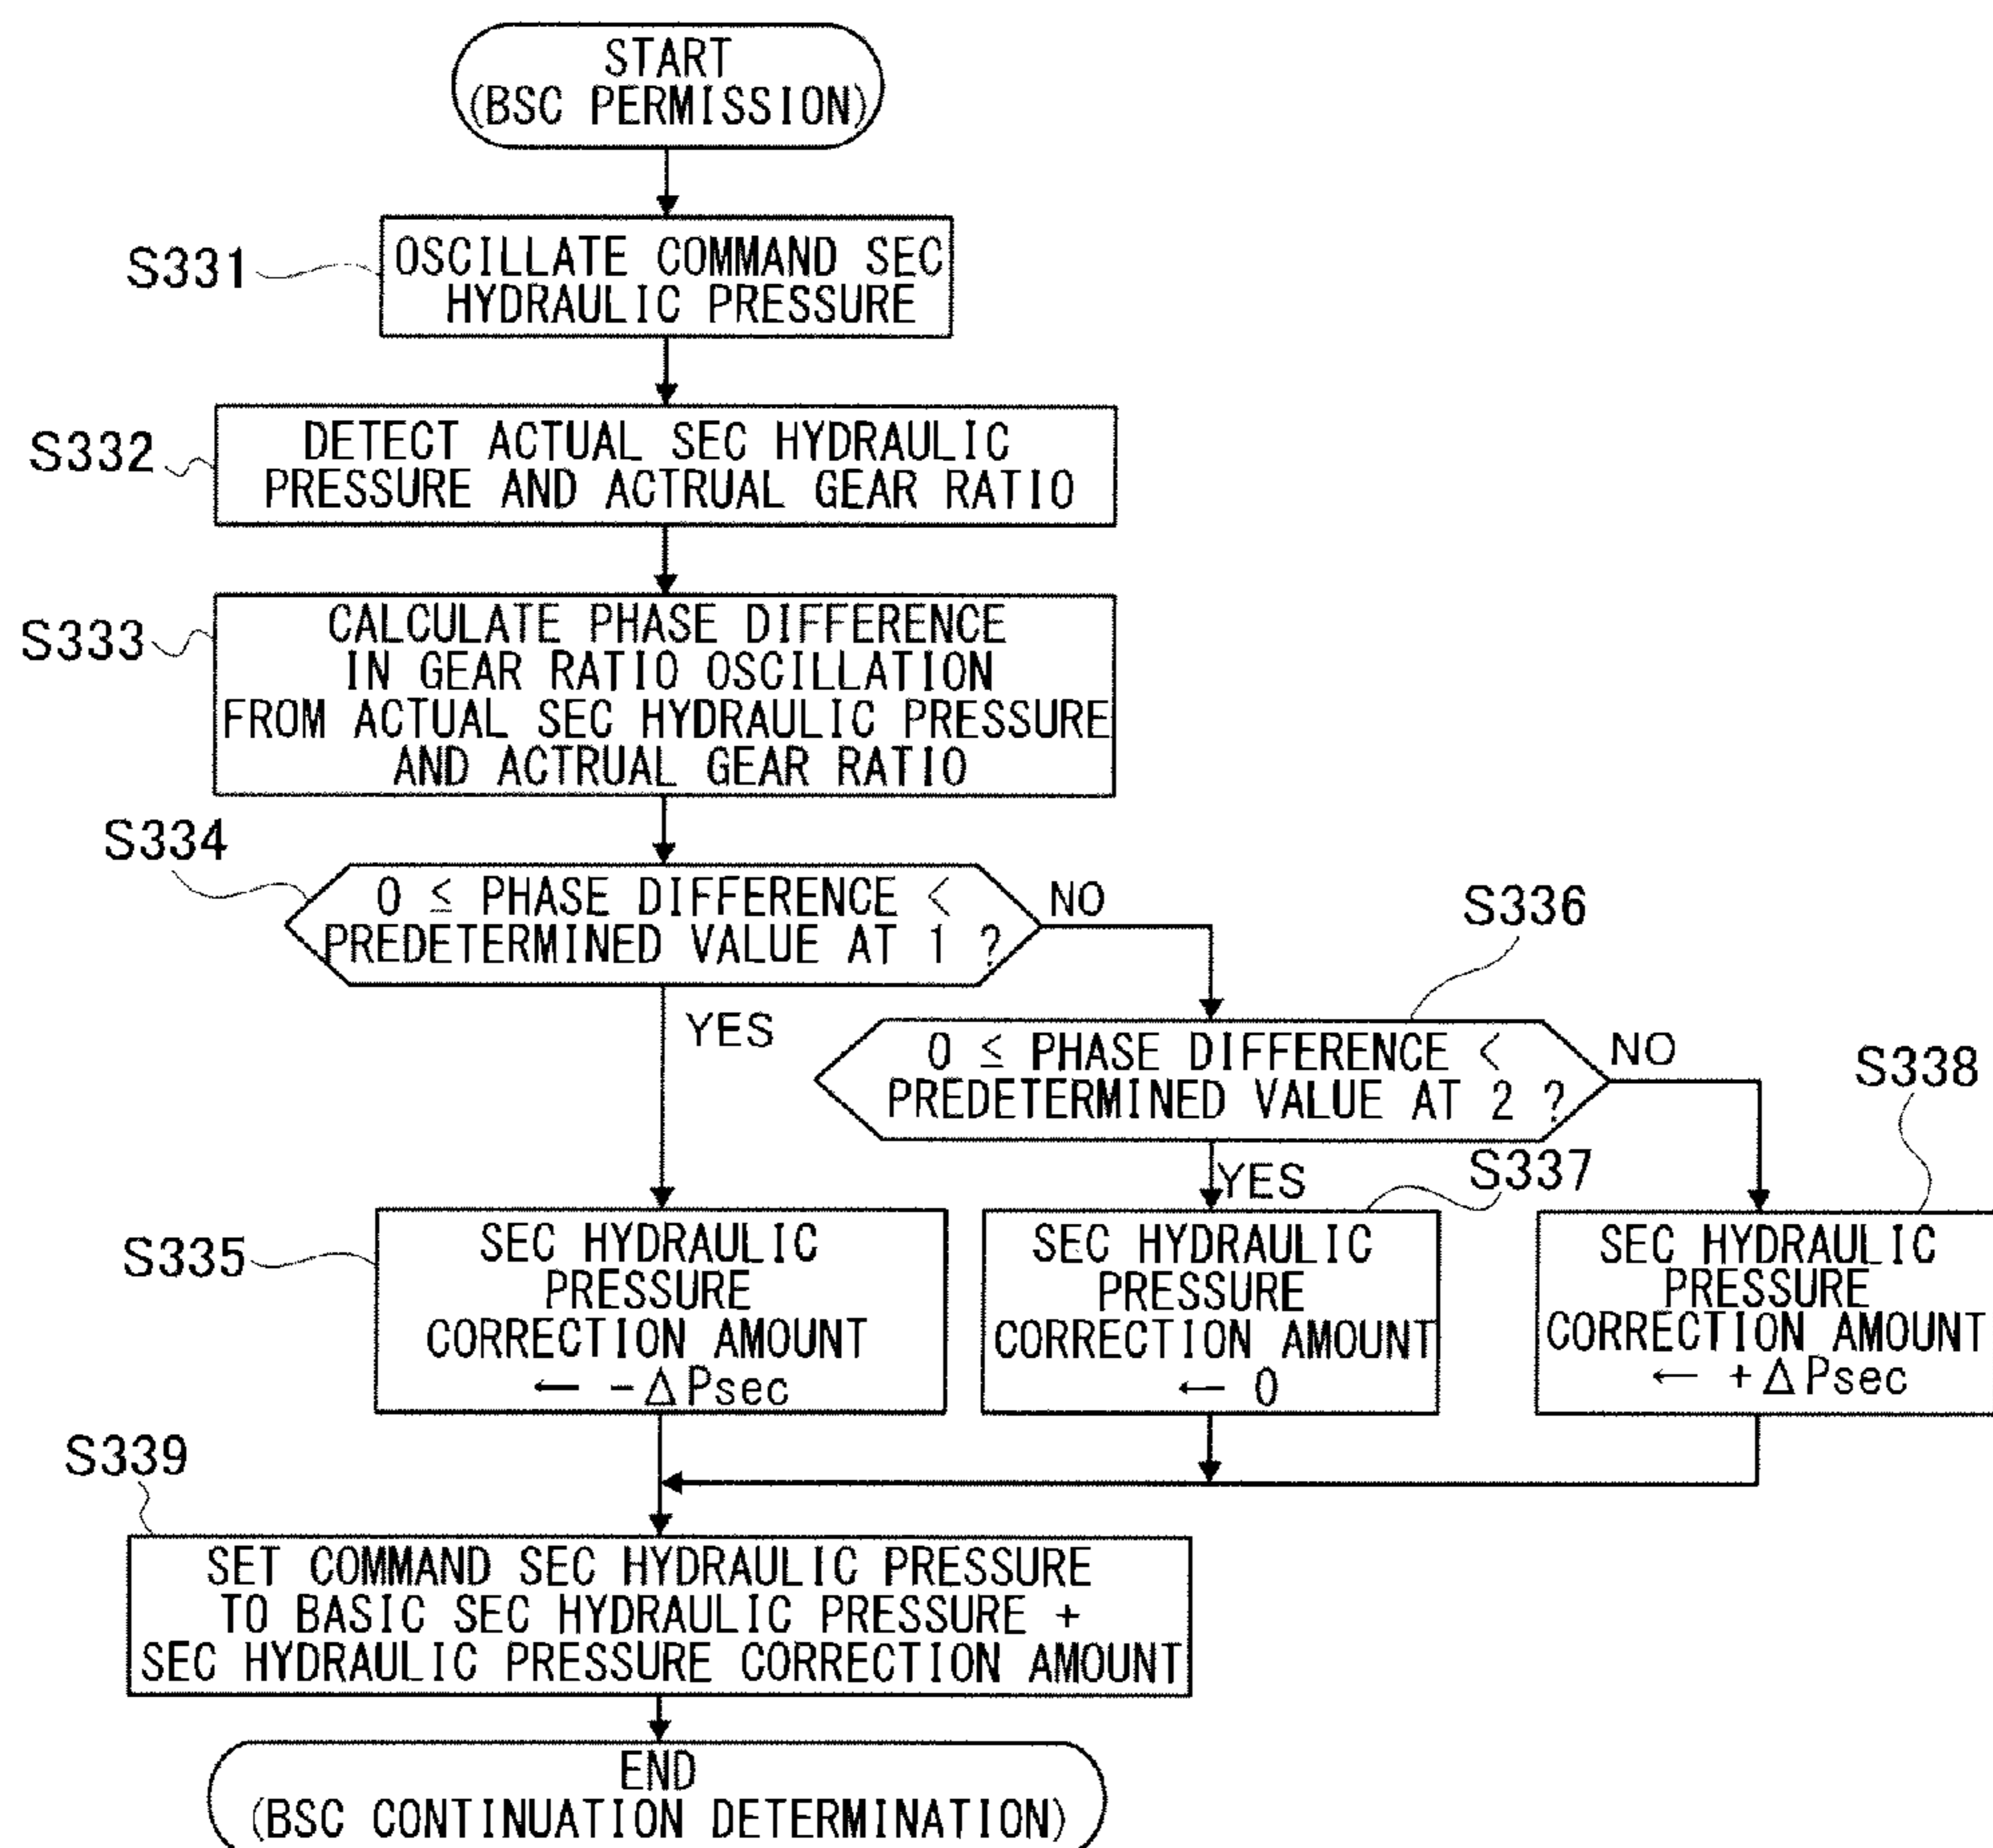 START
(BSC PERMISSION)
S331
OSCILLATE COMMAND SEC
HYDRAULIC PRESSURE
S332
DETECT ACTUAL SEC HYDRAULIC
PRESSURE AND ACTRUAL GEAR RATIO
S333
CALCULATE PHASE DIFFERENCE
IN GEAR RATIO OSCILLATION
FROM ACTUAL SEC HYDRAULIC PRESSURE
AND ACTRUAL GEAR RATIO
S334
0 ≤ PHASE DIFFERENCE <
PREDETERMINED VALUE AT 1 ?
NO
YES
S336
0 ≤ PHASE DIFFERENCE <
PREDETERMINED VALUE AT 2 ?
NO
YES
S335
SEC HYDRAULIC
PRESSURE
CORRECTION AMOUNT
← -ΔPsec
S337
SEC HYDRAULIC
PRESSURE
CORRECTION AMOUNT
← 0
S338
SEC HYDRAULIC
PRESSURE
CORRECTION AMOUNT
← +ΔPsec
S339
SET COMMAND SEC HYDRAULIC PRESSURE
TO BASIC SEC HYDRAULIC PRESSURE +
SEC HYDRAULIC PRESSURE CORRECTION AMOUNT
END
(BSC CONTINUATION DETERMINATION)